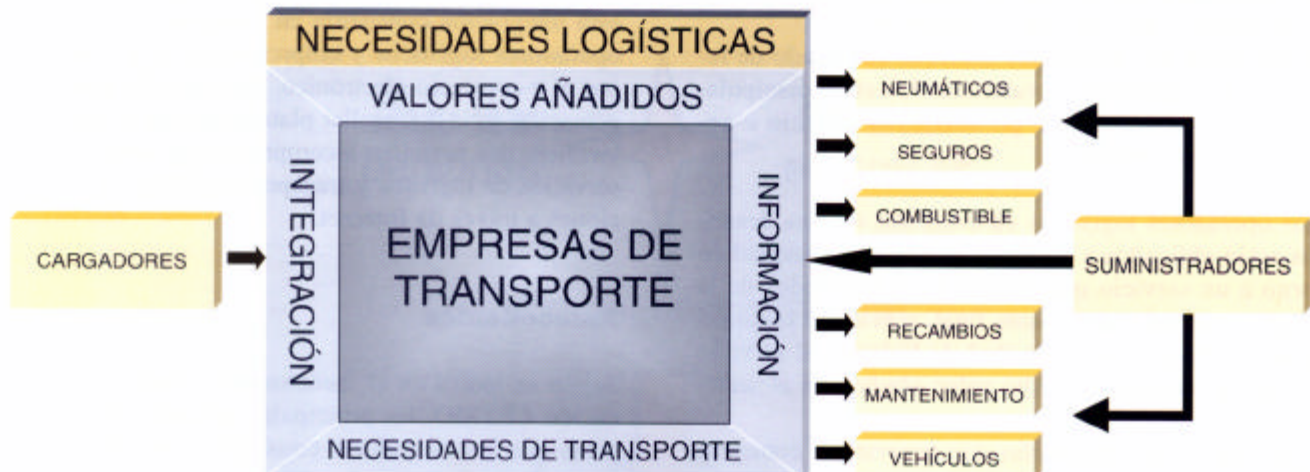 NECESIDADES LOGÍSTICAS
VALORES AÑADIDOS
INTEGRACIÓN
EMPRESAS DE
TRANSPORTE
INFORMACIÓN
NECESIDADES DE TRANSPORTE
CARGADORES
NEUMÁTICOS
SEGUROS
COMBUSTIBLE
RECAMBIOS
MANTENIMIENTO
VEHÍCULOS
SUMINISTRADORES